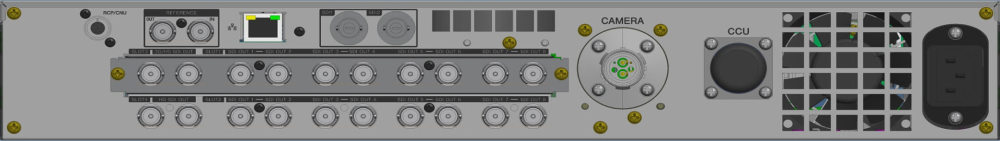 RCP/CNU
REFERENCE
OUT
IN
SDI1
SDI2
CAMERA
CCU
SLOT3 3G/HD SDI OUT
SLOT1 SDI OUT 1 — SDI OUT 2 SDI OUT 3 — SDI OUT 4 SDI OUT 5 — SDI OUT 6 SDI OUT 7 — SDI OUT 8
SLOT4 HD SDI OUT
SLOT2 SDI OUT 1 — SDI OUT 2 SDI OUT 3 — SDI OUT 4 SDI OUT 5 — SDI OUT 6 SDI OUT 7 — SDI OUT 8